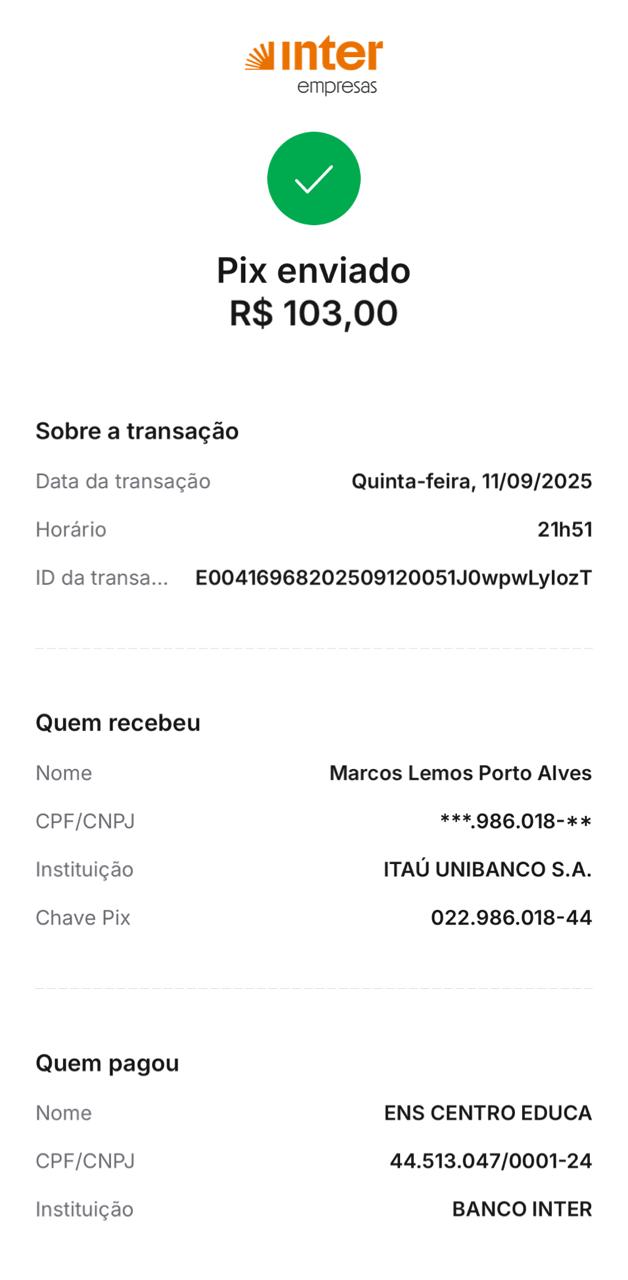 inter
empresas
Pix enviado
R$ 103,00
Sobre a transação
Data da transação Quinta-feira, 11/09/2025
Horário 21h51
ID da transa... E00416968202509120051J0wpwLylozT
Quem recebeu
Nome Marcos Lemos Porto Alves
CPF/CNPJ ***.986.018-**
Instituição ITAÚ UNIBANCO S.A.
Chave Pix 022.986.018-44
Quem pagou
Nome ENS CENTRO EDUCA
CPF/CNPJ 44.513.047/0001-24
Instituição BANCO INTER